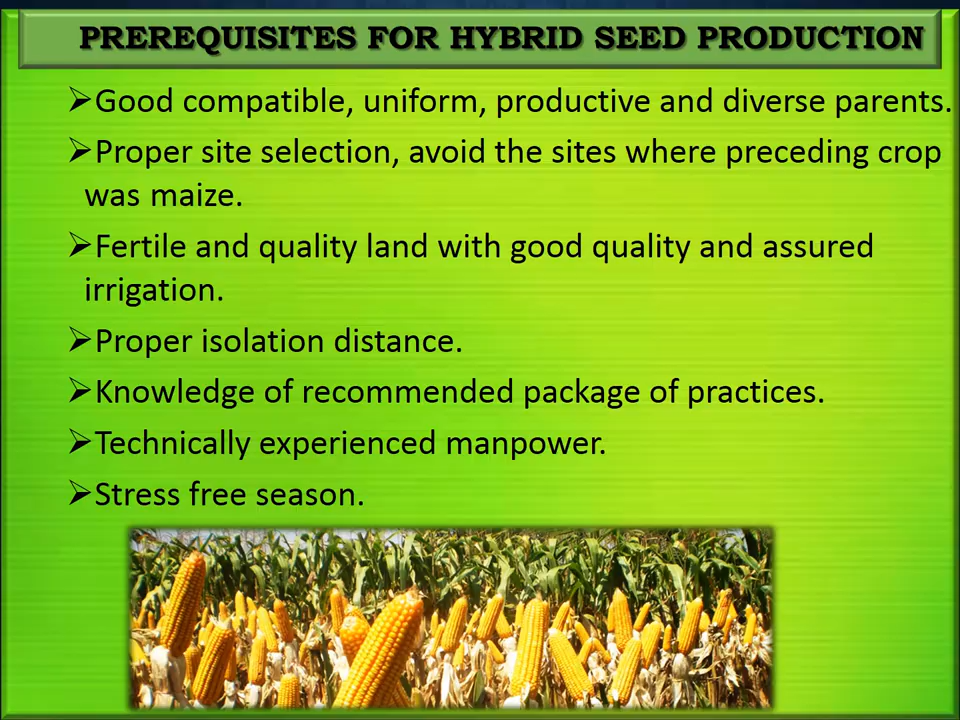 PREREQUISITES FOR HYBRID SEED PRODUCTION
➢Good compatible, uniform, productive and diverse parents.
➢Proper site selection, avoid the sites where preceding crop
was maize.
➢Fertile and quality land with good quality and assured
irrigation.
➢Proper isolation distance.
➢Knowledge of recommended package of practices.
➢Technically experienced manpower.
➢Stress free season.